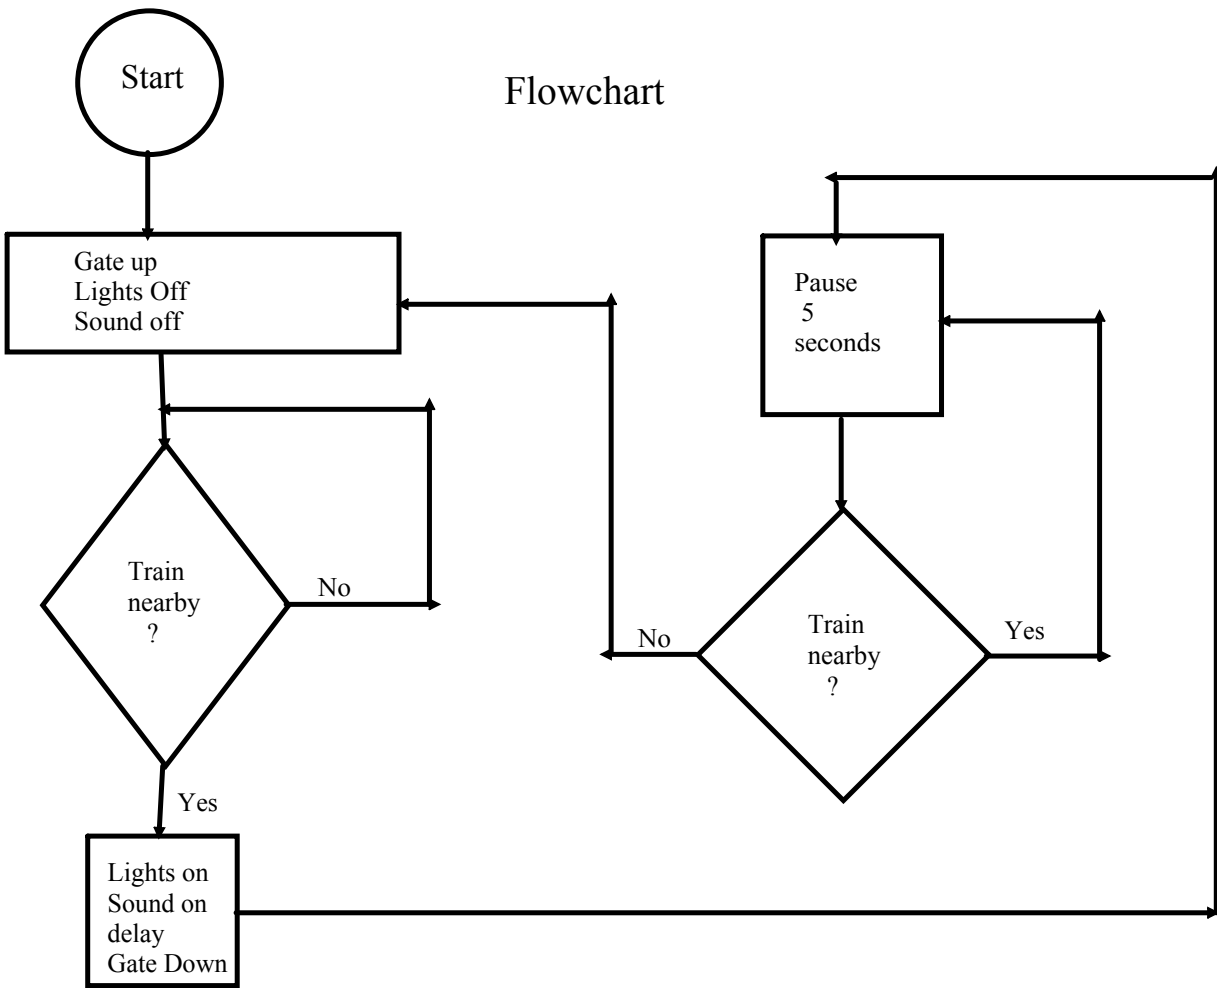 Start
Flowchart
Gate up
Lights Off
Sound off
Pause
5
seconds
Train
nearby
?
No
Train
nearby
?
No
Yes
Yes
Lights on
Sound on
delay
Gate Down